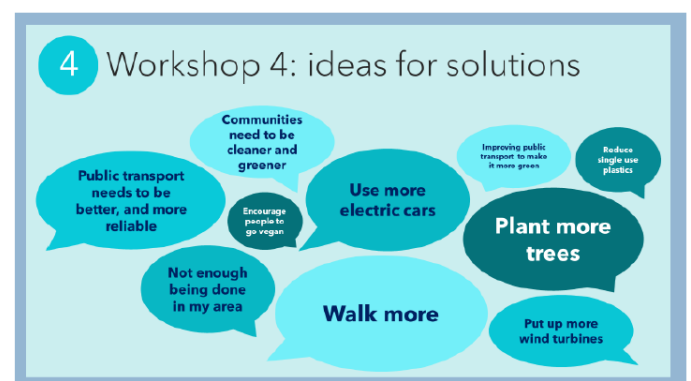 4 Workshop 4: ideas for solutions
Communities
need to be
cleaner and
greener
Public transport
needs to be
better, and more
reliable
Encourage
people to
go vegan
Use more
electric cars
Improving public
transport to make
it more green
Reduce
single use
plastics
Plant more
trees
Not enough
being done
in my area
Walk more
Put up more
wind turbines